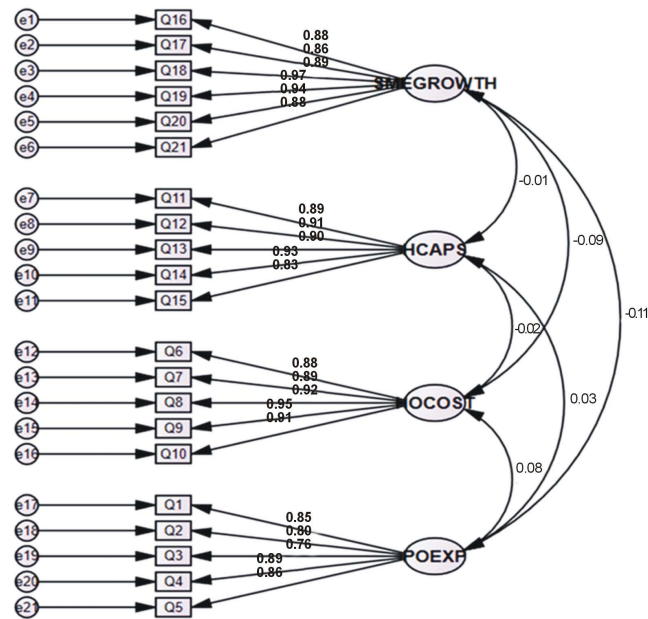 e1 Q16
0.88
e2 Q17
0.86
0.89
e3 Q18
0.97
SMEGROWTH
e4 Q19
0.94
e5 Q20
0.88
e6 Q21
-0.01
e7 Q11
0.89
e8 Q12
0.91
0.90
-0.09
e9 Q13
0.93
HCAPS
e10 Q14
0.83
e11 Q15
-0.11
-0.02
e12 Q6
0.88
e13 Q7
0.89
0.92
e14 Q8
0.95
IOCOST
0.03
e15 Q9
0.91
e16 Q10
0.08
e17 Q1
0.85
e18 Q2
0.80
0.76
e19 Q3
0.89
POEXP
e20 Q4
0.86
e21 Q5